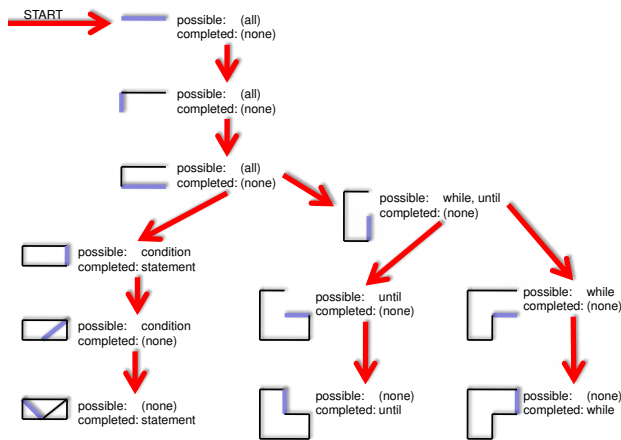 START
possible: (all)
completed: (none)
possible: (all)
completed: (none)
possible: (all)
completed: (none)
possible: while, until
completed: (none)
possible: condition
completed: statement
possible: until
completed: (none)
possible: while
completed: (none)
possible: condition
completed: (none)
possible: (none)
completed: statement
possible: (none)
completed: until
possible: (none)
completed: while